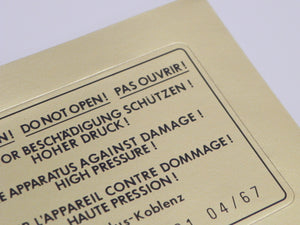 ! DO NOT OPEN! PAS OUVRIR!
OR BESCHÄDIGUNG SCHÜTZEN!
HOHER DRUCK!
APPARATUS AGAINST DAMAGE!
HIGH PRESSURE!
L'APPAREIL CONTRE DOMMAGE!
HAUTE PRESSION!
-Koblenz
04/67